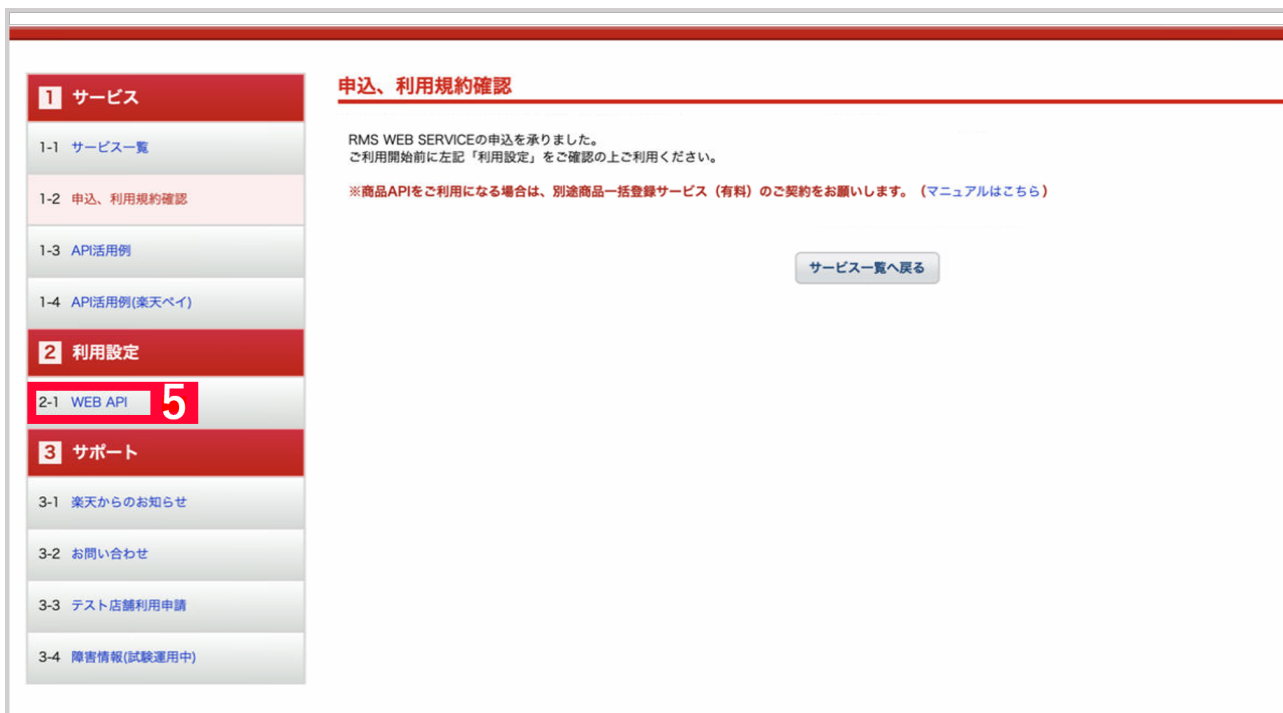 1 サービス
1-1 サービス一覧
1-2 申込、利用規約確認
1-3 API活用例
1-4 API活用例(楽天ペイ)
2 利用設定
2-1 WEB API 5
3 サポート
3-1 楽天からのお知らせ
3-2 お問い合わせ
3-3 テスト店舗利用申請
3-4 障害情報(試験運用中)
申込、利用規約確認
RMS WEB SERVICEの申込を承りました。
ご利用開始前に左記「利用設定」をご確認の上ご利用ください。
※商品APIをご利用になる場合は、別途商品一括登録サービス（有料）のご契約をお願いします。（マニュアルはこちら）
サービス一覧へ戻る